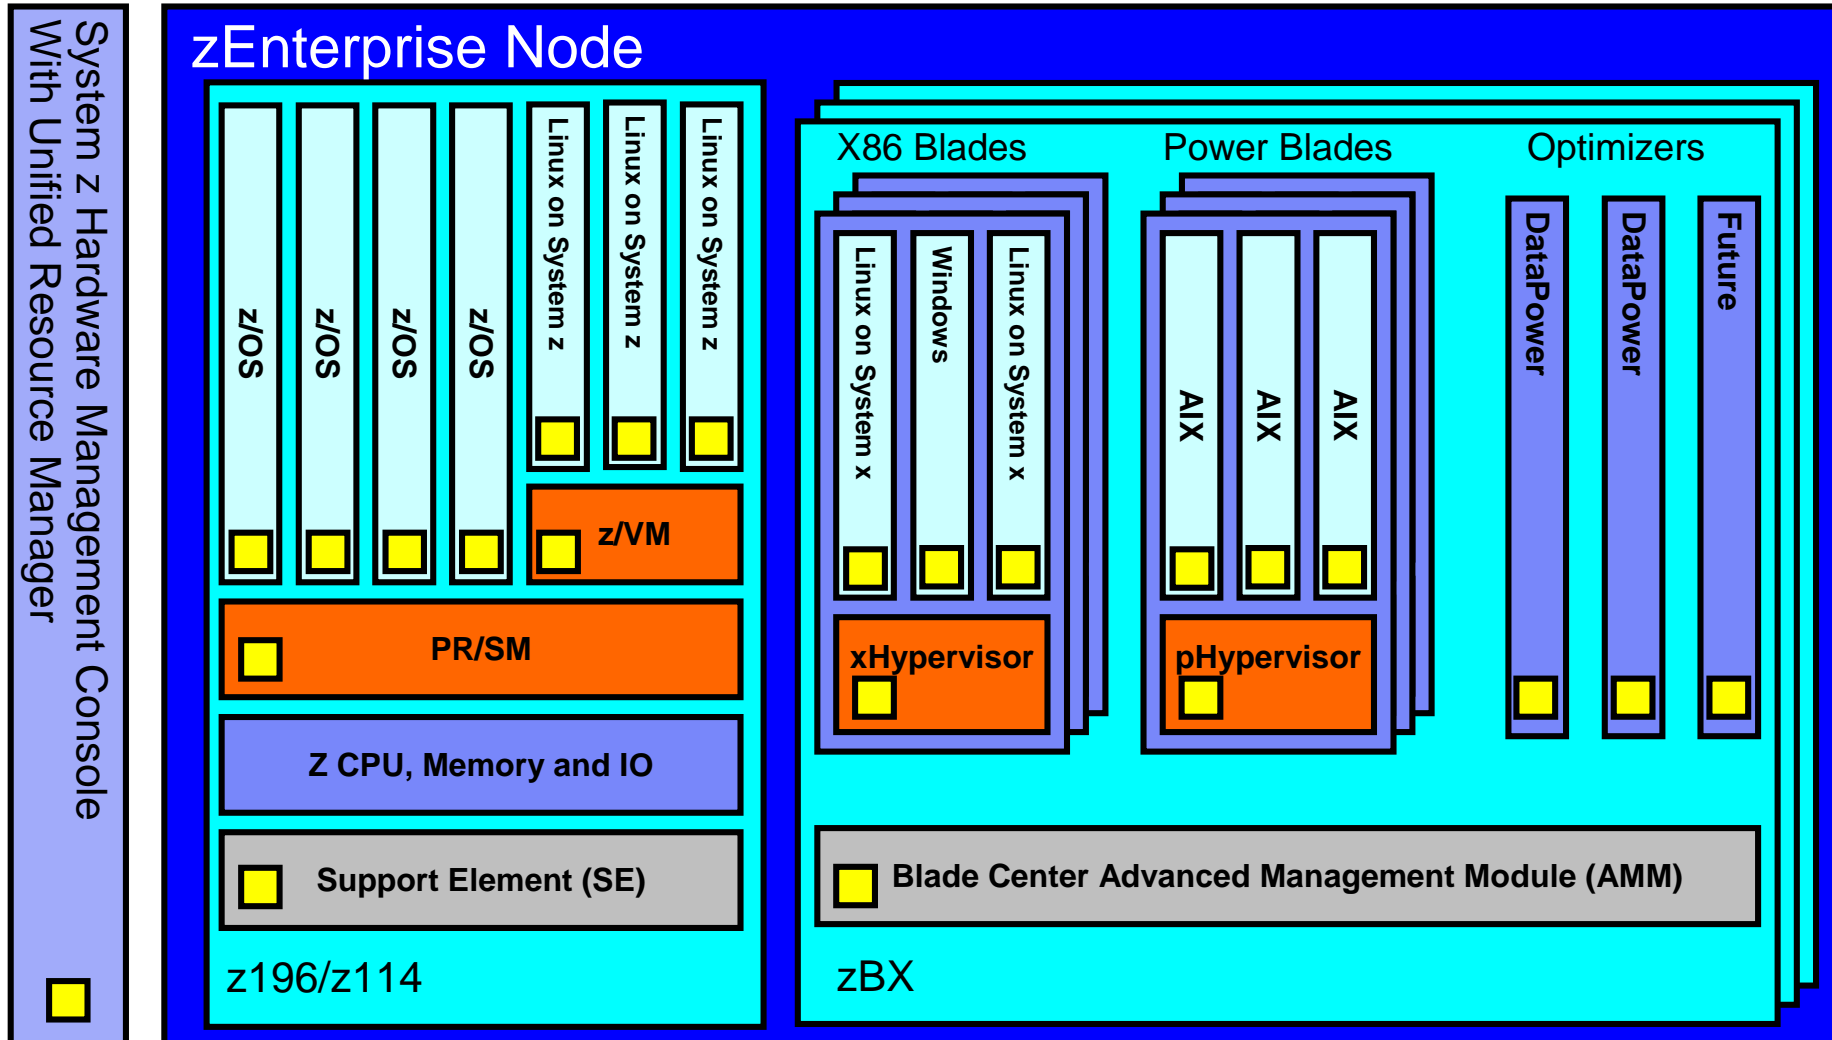 System z Hardware Management Console
With Unified Resource Manager
zEnterprise Node
z/OS
z/OS
z/OS
z/OS
Linux on System z
Linux on System z
Linux on System z
z/VM
PR/SM
Z CPU, Memory and IO
Support Element (SE)
z196/z114
X86 Blades
Power Blades
Optimizers
Linux on System x
Windows
Linux on System x
xHypervisor
AIX
AIX
AIX
pHypervisor
DataPower
DataPower
Future
Blade Center Advanced Management Module (AMM)
zBX